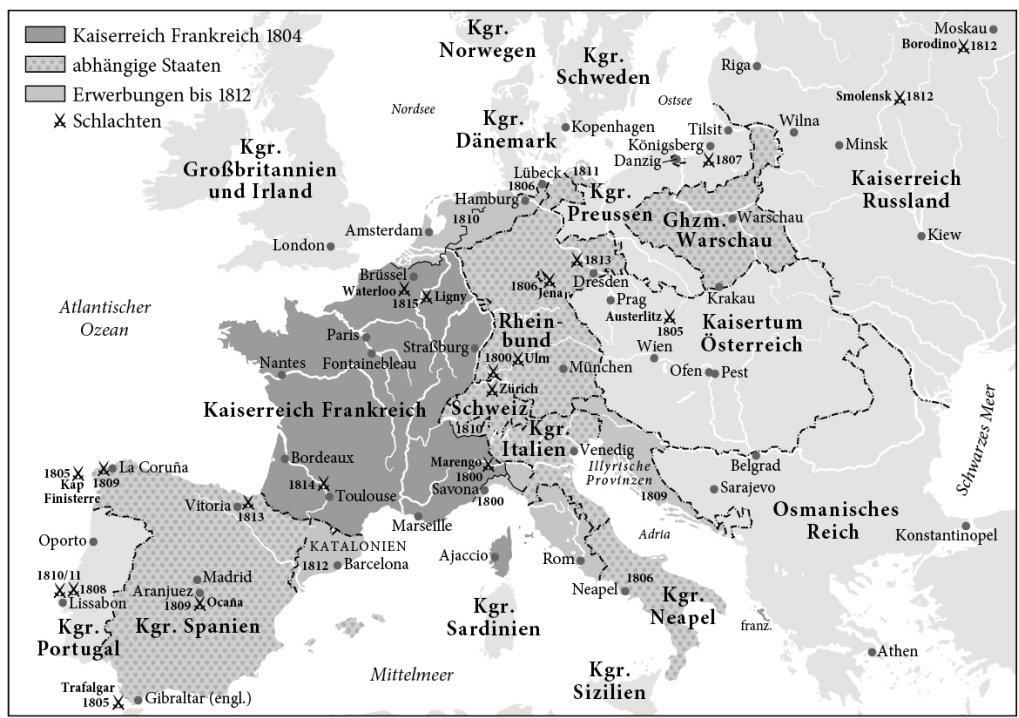 Kaiserreich Frankreich 1804
abhängige Staaten
Erwerbungen bis 1812
Schlachten
Kgr.
Norwegen
Kgr.
Schweden
Moskau
Borodino 1812
Riga
Smolensk 1812
Nordsee
Ostsee
Kgr.
Dänemark
Kopenhagen
Tilsit
Wilna
Königsberg
Danzig
1807
Minsk
Kgr.
Großbritannien
und Irland
Lübeck
1806
1811
Kgr.
Preussen
Kaiserreich
Russland
Hamburg
1810
Ghzm.
Warschau
Warschau
Amsterdam
London
Kiew
Brüssel
Waterloo
1815
Ligny
1813
Dresden
1806
Jena
Krakau
Prag
Austerlitz
1805
Atlantischer
Ozean
Rhein-
bund
Kaisertum
Österreich
Paris
Fontainebleau
Straßburg
1800
Ulm
Wien
Nantes
München
Ofen
Pest
Zürich
Kaiserreich Frankreich
Schweiz
1810
Kgr.
Italien
Schwarzes Meer
Bordeaux
Venedig
Illyrische
Provinzen
1809
Belgrad
Marengo
1800
1805
Kap
Finisterre
La Coruña
1809
1814
Toulouse
Savona
1800
Sarajevo
Vitoria
1813
Marseille
Osmanisches
Reich
Konstantinopel
Oporto
KATALONIEN
1812
Barcelona
Ajaccio
Rom
Adria
1810/11
1808
Lissabon
Madrid
Aranjuez
1809
Ocaña
Neapel
1806
Kgr.
Neapel
franz.
Kgr.
Portugal
Kgr. Spanien
Kgr.
Sardinien
Athen
Mittelmeer
Kgr.
Sizilien
Trafalgar
1805
Gibraltar (engl.)